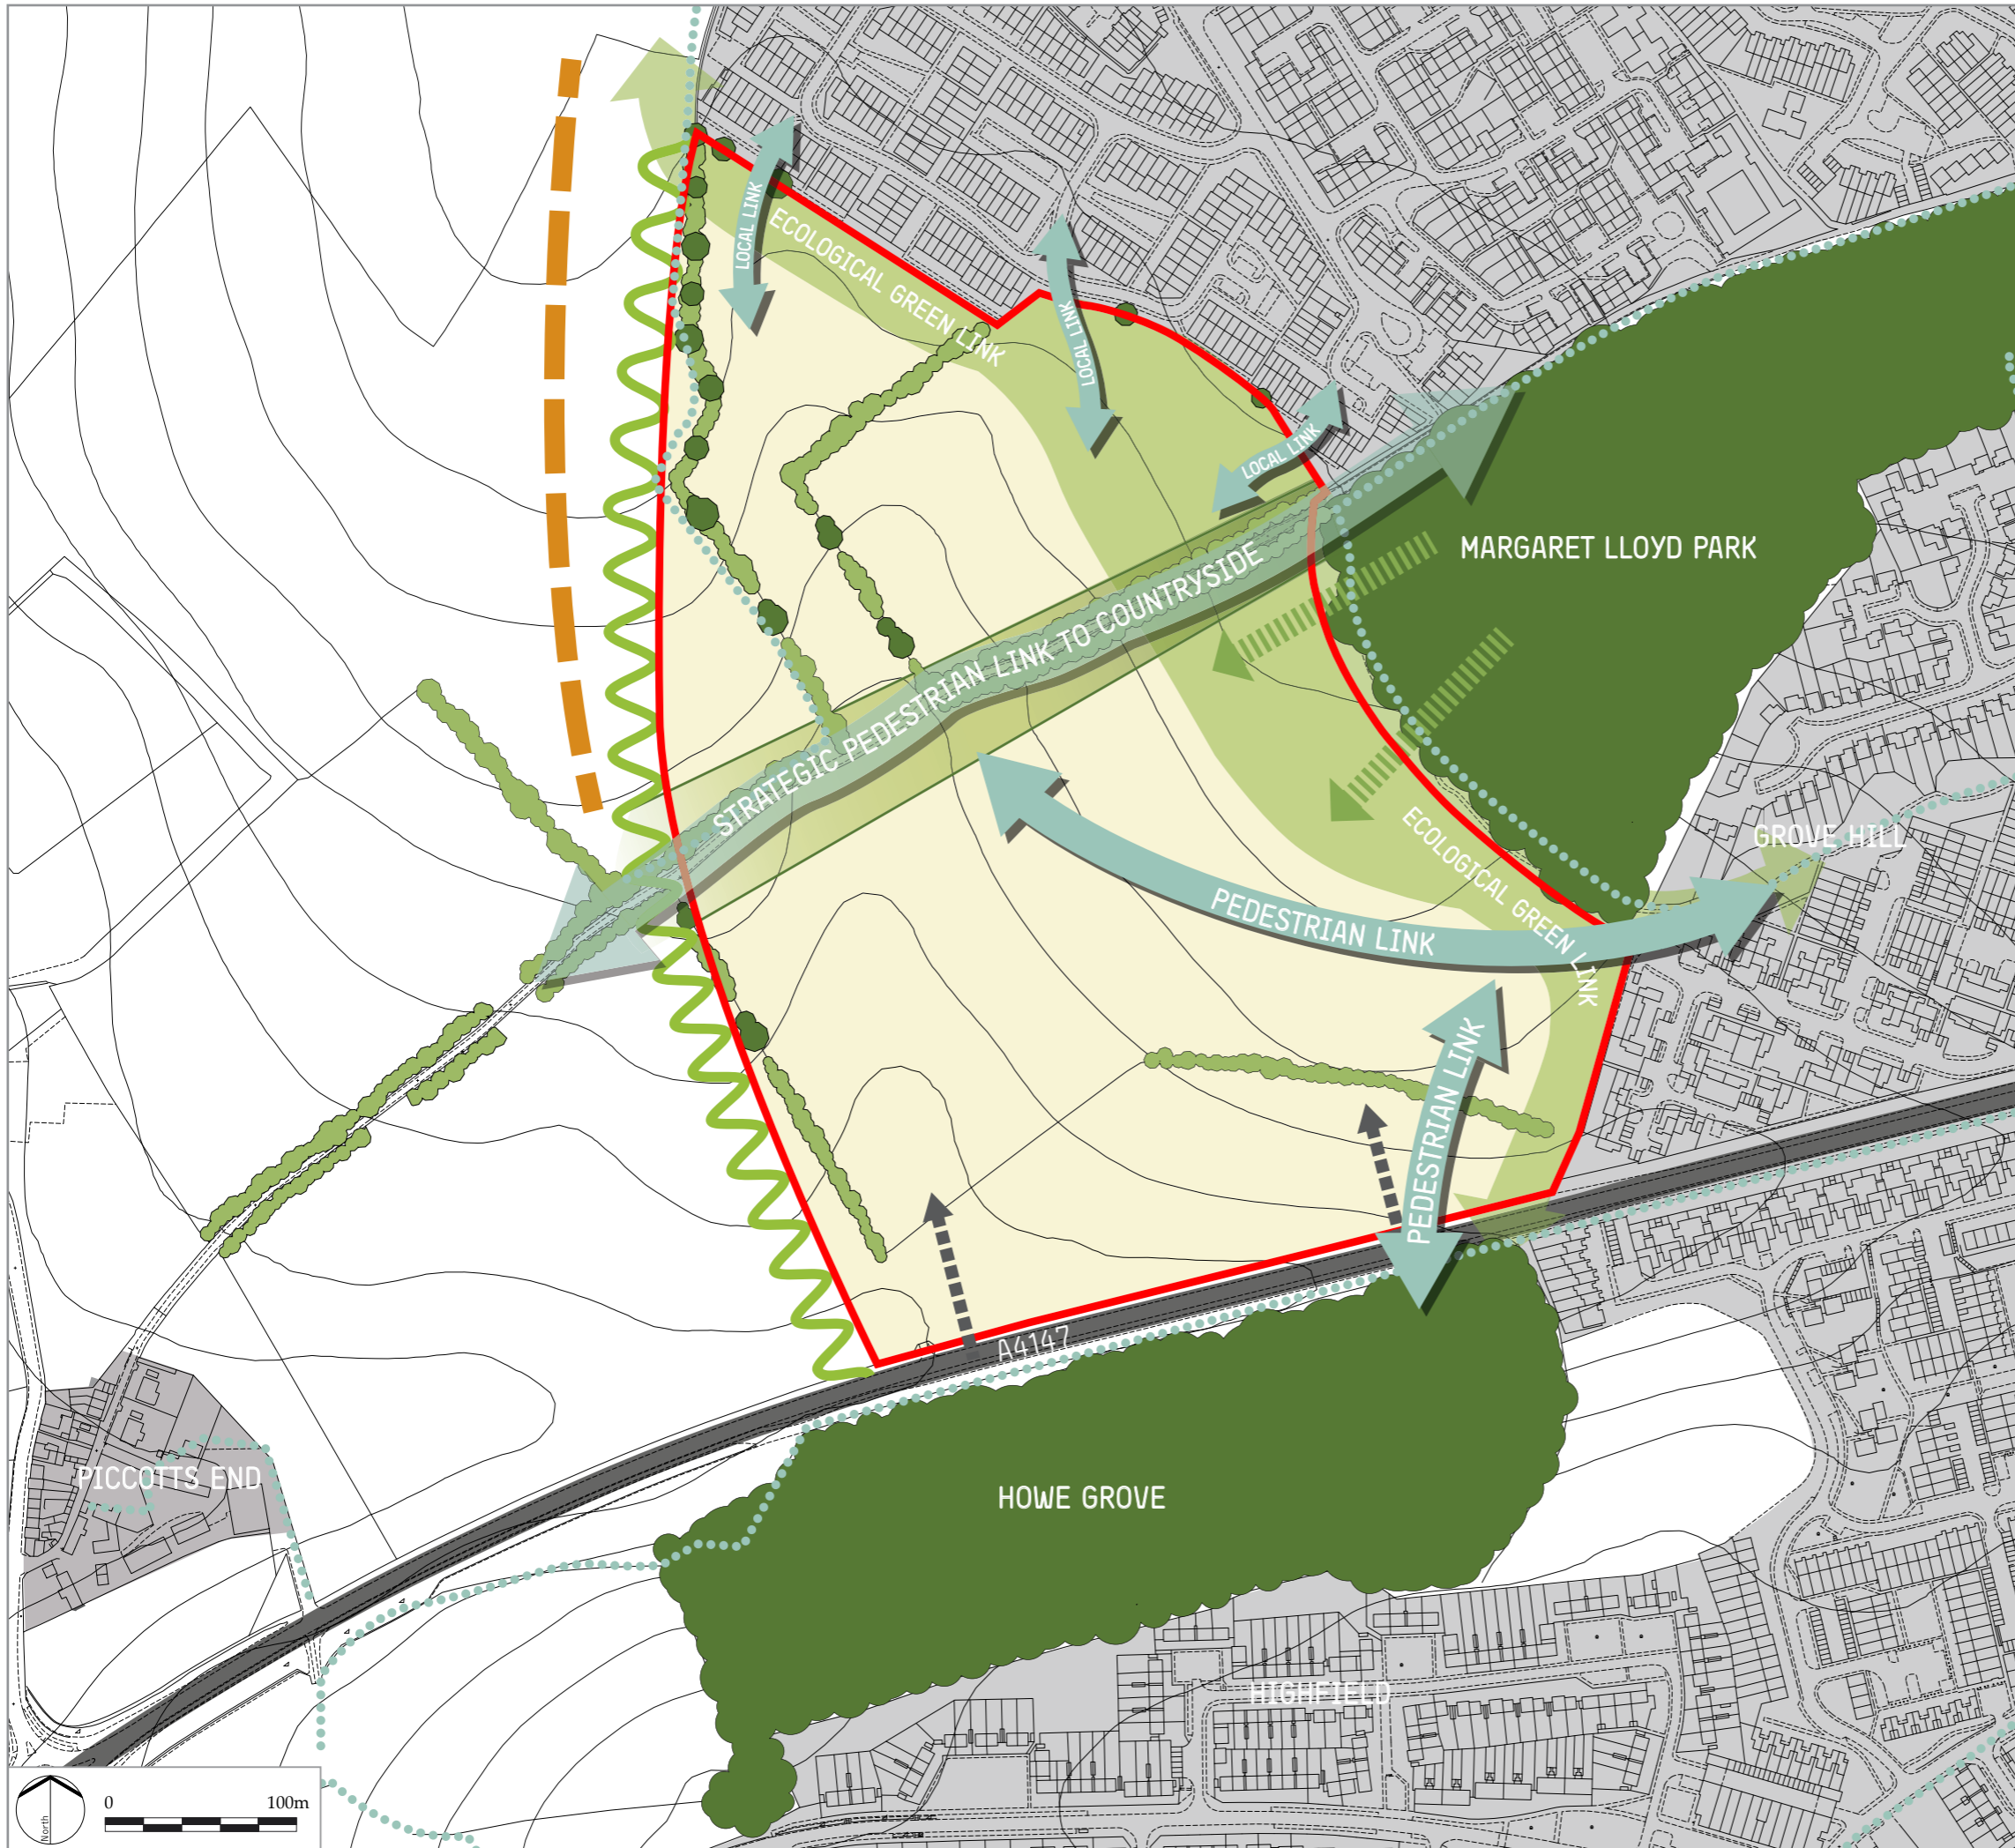 LOCAL LINK
ECOLOGICAL GREEN LINK
LOCAL LINK
LOCAL LINK
MARGARET LLOYD PARK
STRATEGIC PEDESTRIAN LINK TO COUNTRYSIDE
GROVE HILL
ECOLOGICAL GREEN LINK
PEDESTRIAN LINK
PEDESTRIAN LINK
A4147
PICCOTTS END
HOWE GROVE
HIGHFIELD
North
0 100m